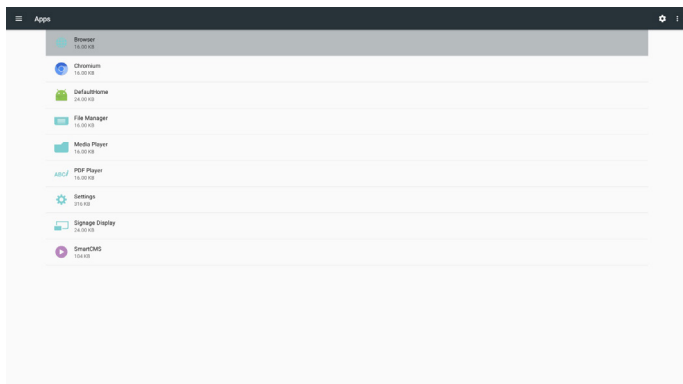 Apps
Browser
16.00 KB
Chromium
16.00 KB
DefaultHome
24.00 KB
File Manager
16.00 KB
Media Player
16.00 KB
ABC
PDF Player
16.00 KB
Settings
316 KB
Signage Display
24.00 KB
SmartCMS
104 KB